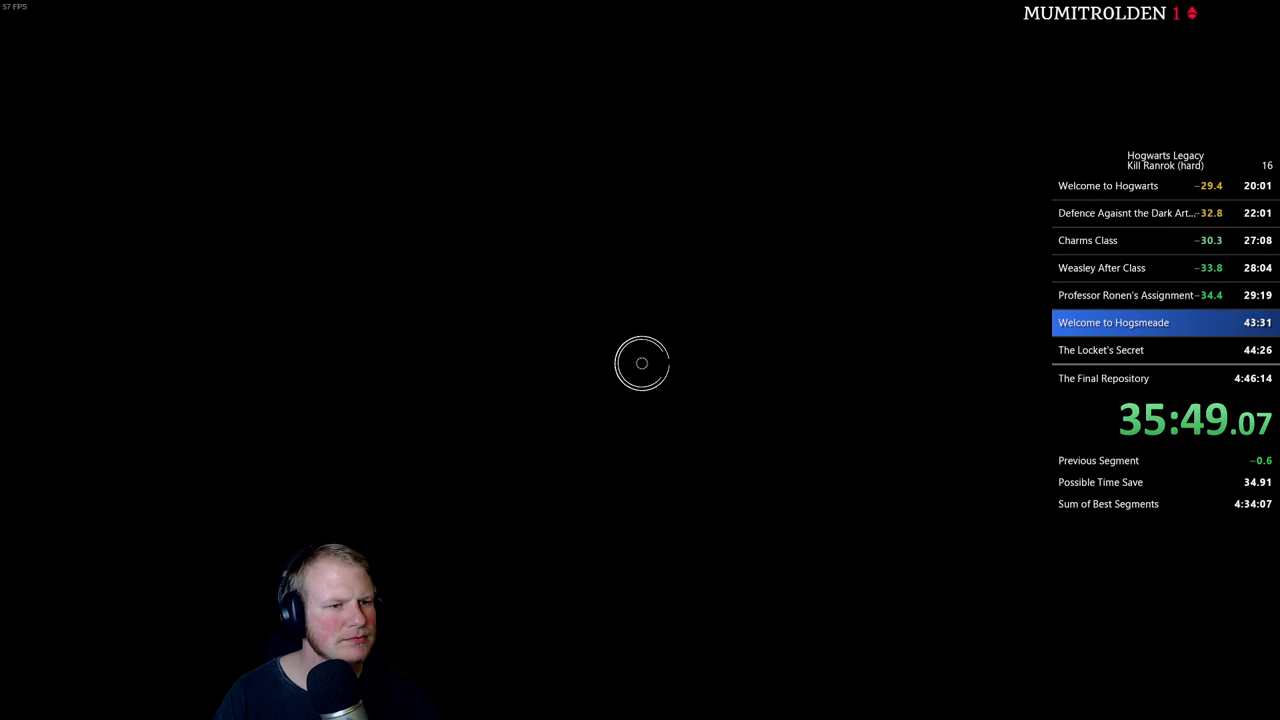 57 FPS
MUMITROLDEN 1
Hogwarts Legacy
Kill Ranrok (hard) 16
Welcome to Hogwarts -29.4 20:01
Defence Agaisnt the Dark Art... -32.8 22:01
Charms Class -30.3 27:08
Weasley After Class -33.8 28:04
Professor Ronen's Assignment -34.4 29:19
Welcome to Hogsmeade 43:31
The Locket's Secret 44:26
The Final Repository 4:46:14
35:49.07
Previous Segment -0.6
Possible Time Save 34.91
Sum of Best Segments 4:34:07